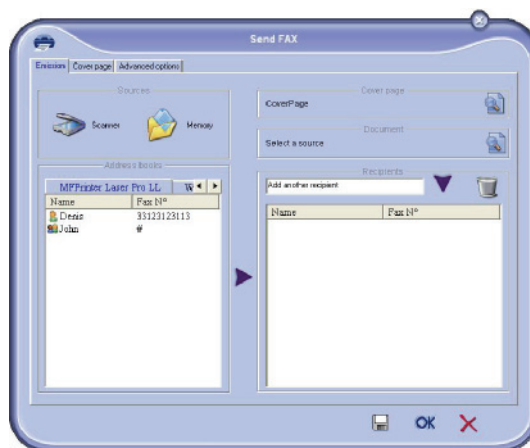 Send FAX
Emission Cover page Advanced options
Sources
Scanner Memory
Cover page
CoverPage
Document
Select a source
Address books
MFPrinter Laser Pro LL W
Name Fax N°
Denis 33123123113
John #
Recipients
Add another recipient
Name Fax N°
OK